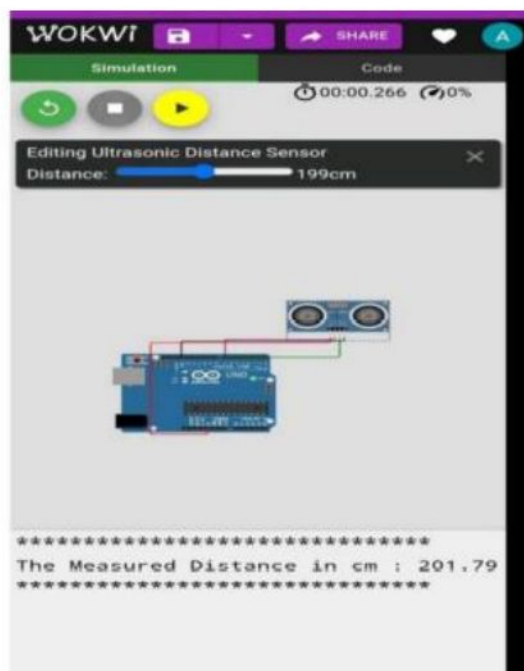 WOKWI SHARE A
Simulation Code
00:00.266 0%
Editing Ultrasonic Distance Sensor
Distance: 199cm
UNO
*******************************
The Measured Distance in cm : 201.79
*******************************